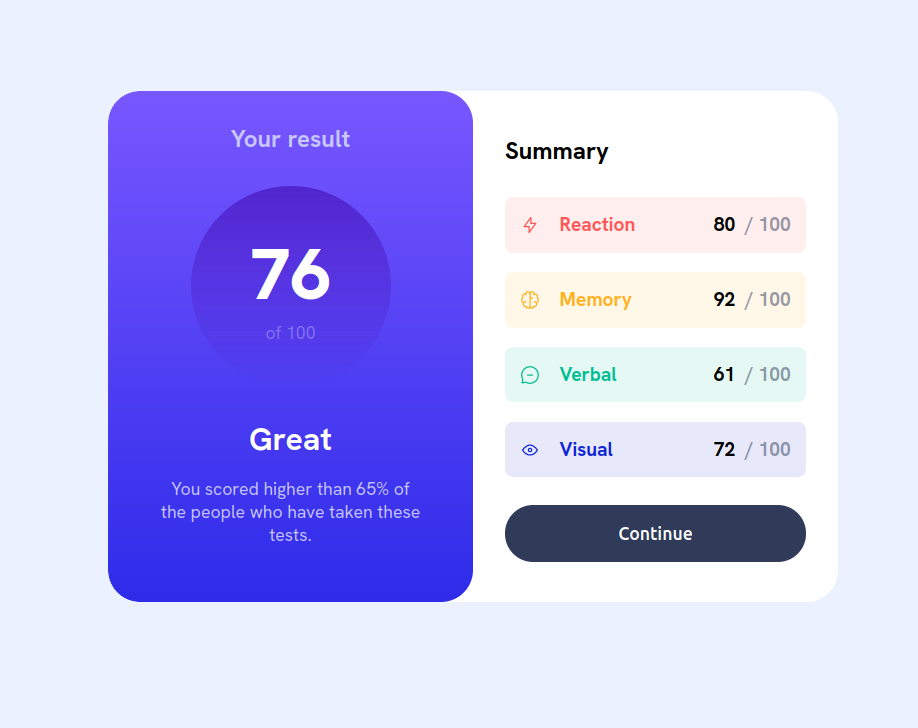 Your result
76
of 100
Great
You scored higher than 65% of
the people who have taken these
tests.
Summary
Reaction 80 / 100
Memory 92 / 100
Verbal 61 / 100
Visual 72 / 100
Continue